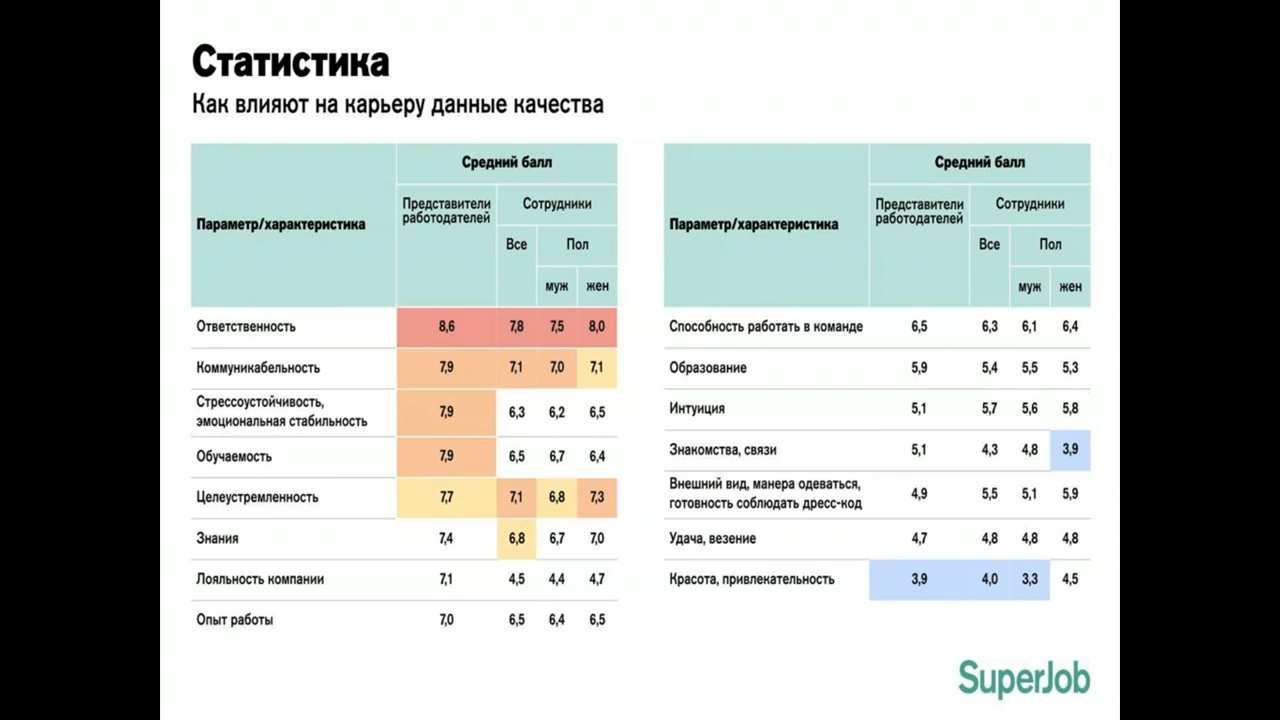 Статистика
Как влияют на карьеру данные качества
Параметр/характеристика
Средний балл
Представители
работодателей
Сотрудники
Все
Пол
муж жен
Ответственность 8,6 7,8 7,5 8,0
Коммуникабельность 7,9 7,1 7,0 7,1
Стрессоустойчивость,
эмоциональная стабильность 7,9 6,3 6,2 6,5
Обучаемость 7,9 6,5 6,7 6,4
Целеустремленность 7,7 7,1 6,8 7,3
Знания 7,4 6,8 6,7 7,0
Лояльность компании 7,1 4,5 4,4 4,7
Опыт работы 7,0 6,5 6,4 6,5
Параметр/характеристика
Средний балл
Представители
работодателей
Сотрудники
Все
Пол
муж жен
Способность работать в команде 6,5 6,3 6,1 6,4
Образование 5,9 5,4 5,5 5,3
Интуиция 5,1 5,7 5,6 5,8
Знакомства, связи 5,1 4,3 4,8 3,9
Внешний вид, манера одеваться,
готовность соблюдать дресс-код 4,9 5,5 5,1 5,9
Удача, везение 4,7 4,8 4,8 4,8
Красота, привлекательность 3,9 4,0 3,3 4,5
SuperJob